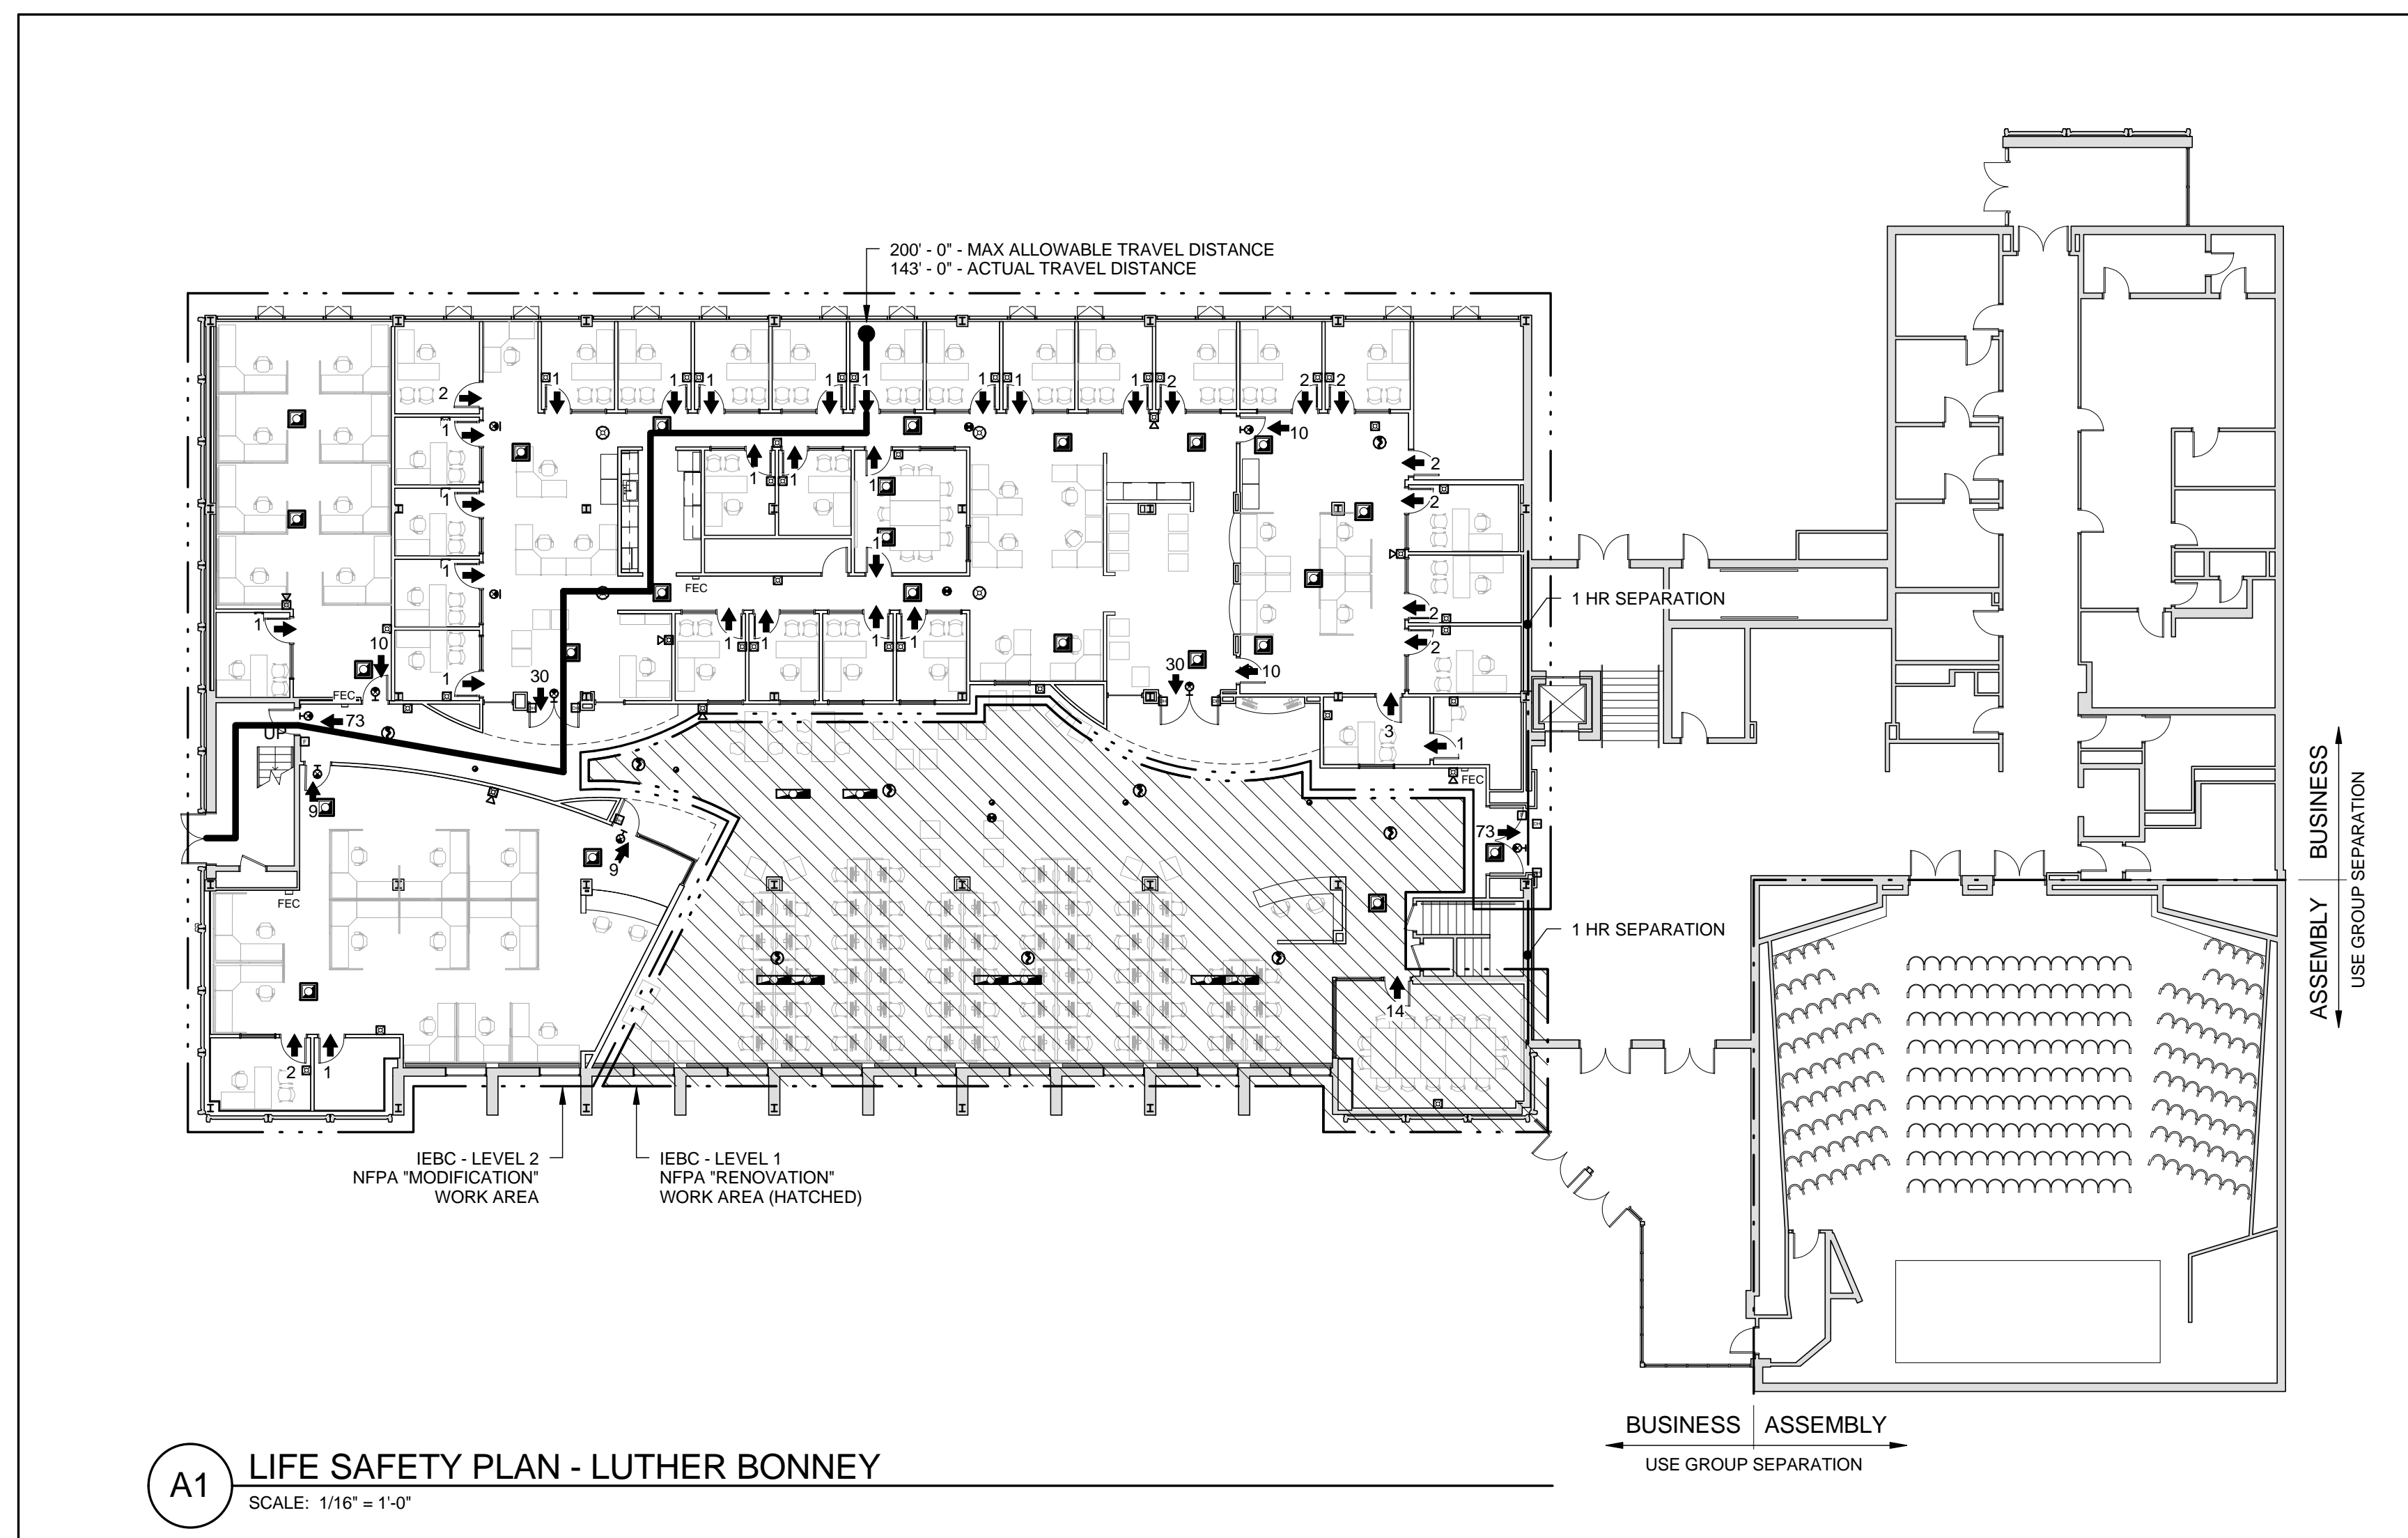 200' - 0" - MAX ALLOWABLE TRAVEL DISTANCE
143' - 0" - ACTUAL TRAVEL DISTANCE
1
1
1
1
1
1
1
1
2
2
2
2
1
10
1
1
1
2
1
1
2
1
1
FEC
1 HR SEPARATION
2
1
1
1
1
1
2
10
1
30
30
10
FEC
73
UP
3
1
FEC
9
73
9
FEC
1 HR SEPARATION
14
2
1
BUSINESS
ASSEMBLY
USE GROUP SEPARATION
IEBC - LEVEL 2
NFPA "MODIFICATION"
WORK AREA
IEBC - LEVEL 1
NFPA "RENOVATION"
WORK AREA (HATCHED)
BUSINESS
ASSEMBLY
USE GROUP SEPARATION
A1
LIFE SAFETY PLAN - LUTHER BONNEY
SCALE: 1/16" = 1'-0"